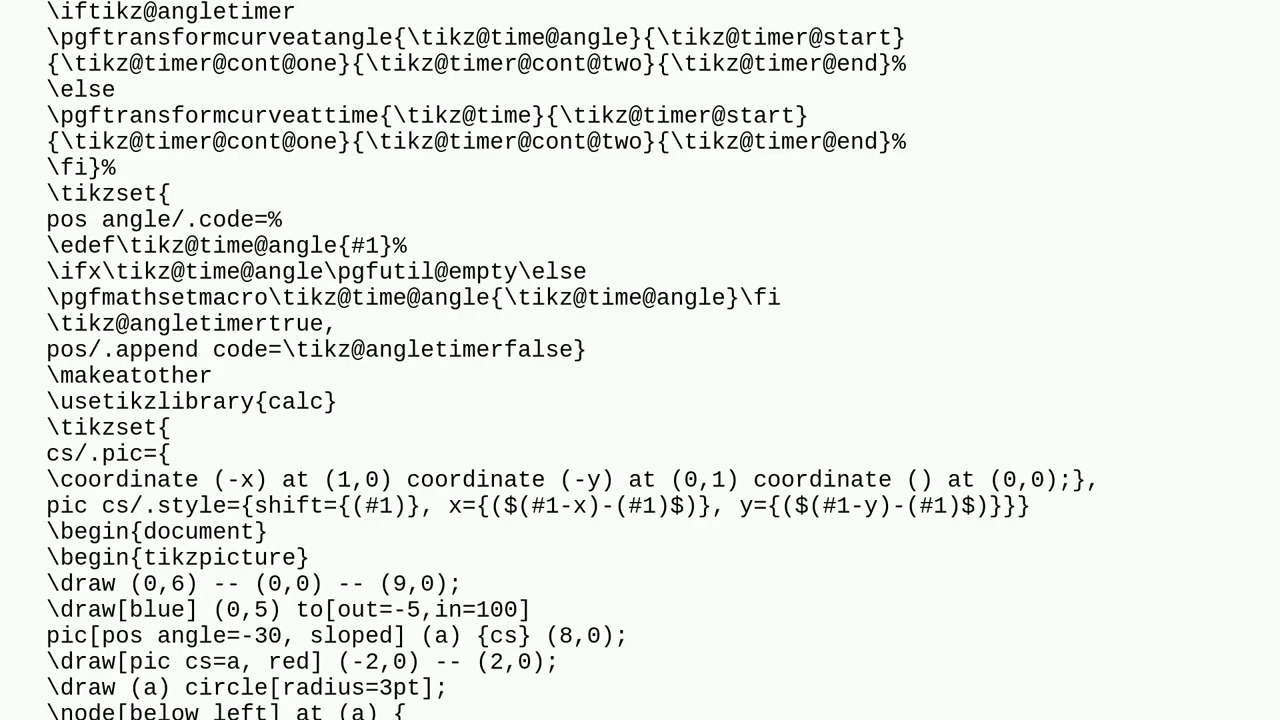 \iftikz@angletimer
\pgftransformcurveatangle{\tikz@time@angle}{\tikz@timer@start}
{\tikz@timer@cont@one}{\tikz@timer@cont@two}{\tikz@timer@end}%
\else
\pgftransformcurveattime{\tikz@time}{\tikz@timer@start}
{\tikz@timer@cont@one}{\tikz@timer@cont@two}{\tikz@timer@end}%
\fi}%
\tikzset{
pos angle/.code=%
\edef\tikz@time@angle{#1}%
\ifx\tikz@time@angle\pgfutil@empty\else
\pgfmathsetmacro\tikz@time@angle{\tikz@time@angle}\fi
\tikz@angletimertrue,
pos/.append code=\tikz@angletimerfalse}
\makeatother
\usetikzlibrary{calc}
\tikzset{
cs/.pic={
\coordinate (-x) at (1,0) coordinate (-y) at (0,1) coordinate () at (0,0);},
pic cs/.style={shift={(#1)}, x={($(#1-x)-(#1)$)}, y={($(#1-y)-(#1)$)}}}
\begin{document}
\begin{tikzpicture}
\draw (0,6) -- (0,0) -- (9,0);
\draw[blue] (0,5) to[out=-5,in=100]
pic[pos angle=-30, sloped] (a) {cs} (8,0);
\draw[pic cs=a, red] (-2,0) -- (2,0);
\draw (a) circle[radius=3pt];
\node[below left] at (a) {